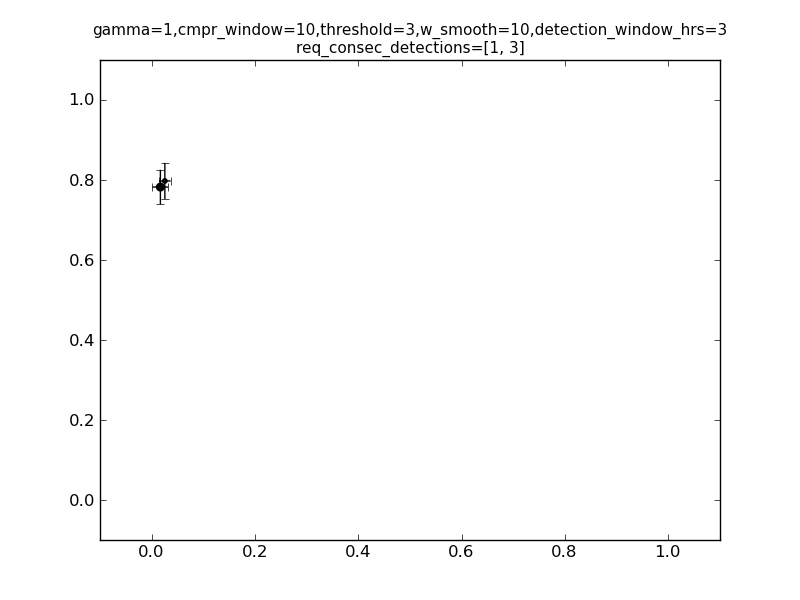 gamma=1,cmpr_window=10,threshold=3,w_smooth=10,detection_window_hrs=3
req_consec_detections=[1, 3]
1.0
0.8
0.6
0.4
0.2
0.0
0.0 0.2 0.4 0.6 0.8 1.0